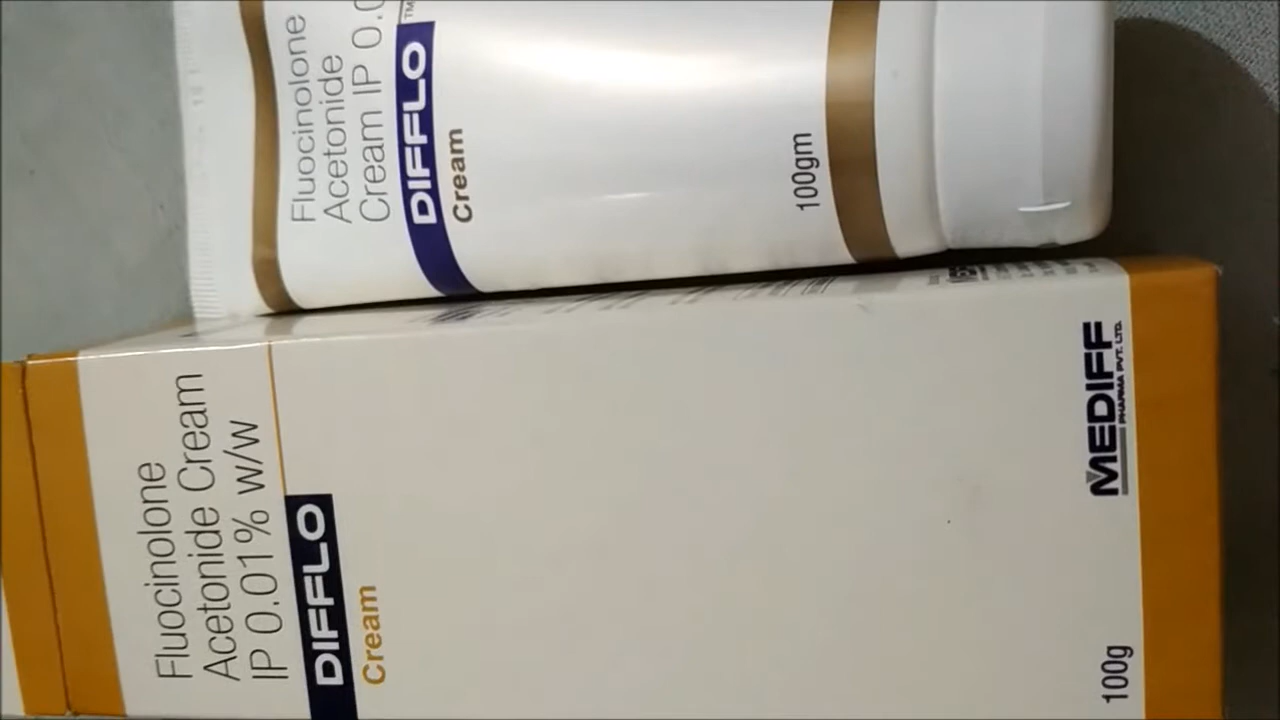 Fluocinolone
Acetonide
Cream IP 0.0
DIFFLO™
Cream
100gm
Fluocinolone
Acetonide Cream
IP 0.01% w/w
DIFFLO
Cream
MEDIFF
PHARMA PVT. LTD.
100g